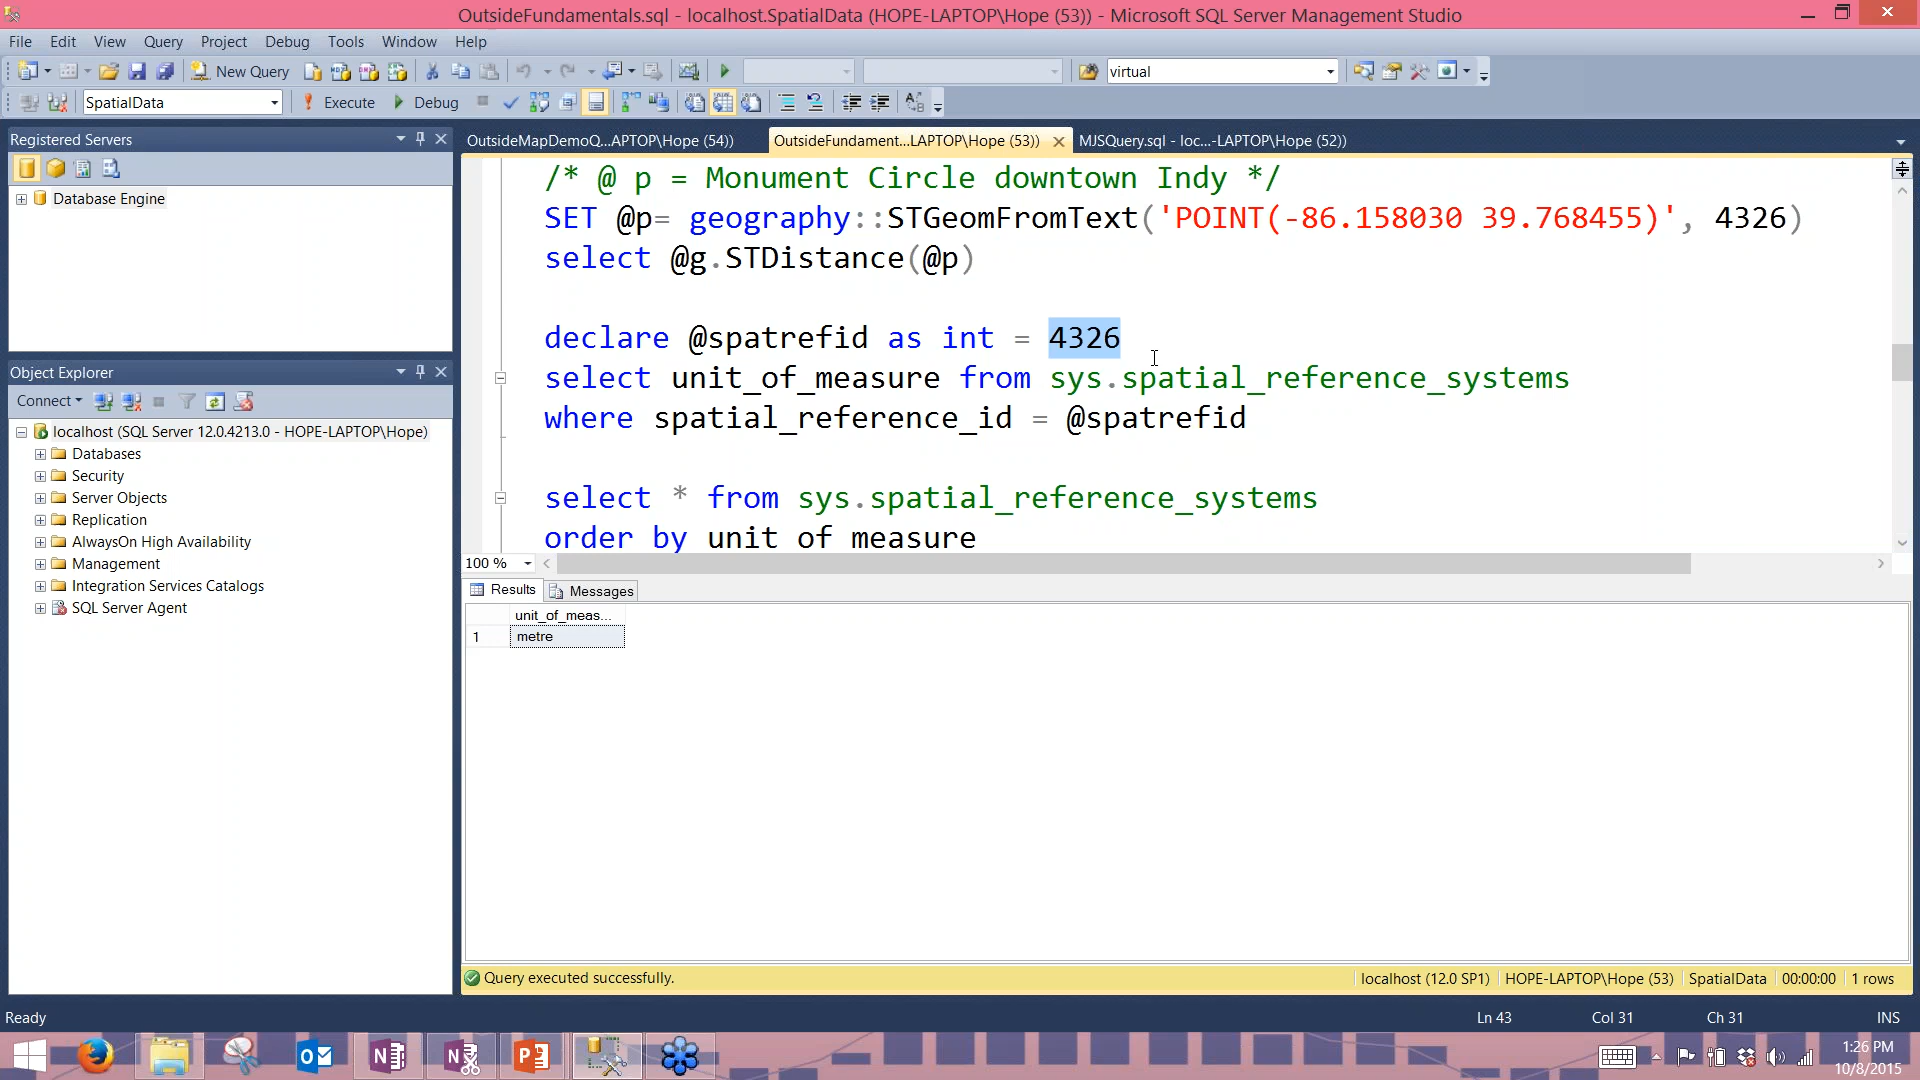 OutsideFundamentals.sql - localhost.SpatialData (HOPE-LAPTOP\Hope (53)) - Microsoft SQL Server Management Studio
File Edit View Query Project Debug Tools Window Help
New Query virtual
SpatialData Execute Debug
Registered Servers
Database Engine
Object Explorer
Connect
localhost (SQL Server 12.0.4213.0 - HOPE-LAPTOP\Hope)
Databases
Security
Server Objects
Replication
AlwaysOn High Availability
Management
Integration Services Catalogs
SQL Server Agent
OutsideMapDemoQ...APTOP\Hope (54)) OutsideFundament...LAPTOP\Hope (53)) MJSQuery.sql - loc...-LAPTOP\Hope (52))
/* @ p = Monument Circle downtown Indy */
SET @p= geography::STGeomFromText('POINT(-86.158030 39.768455)', 4326)
select @g.STDistance(@p)
declare @spatrefid as int = 4326
select unit_of_measure from sys.spatial_reference_systems
where spatial_reference_id = @spatrefid
select * from sys.spatial_reference_systems
order by unit of measure
100 %
Results Messages
unit_of_meas...
1 metre
Query executed successfully. localhost (12.0 SP1) HOPE-LAPTOP\Hope (53) SpatialData 00:00:00 1 rows
Ready Ln 43 Col 31 Ch 31 INS
1:26 PM
10/8/2015